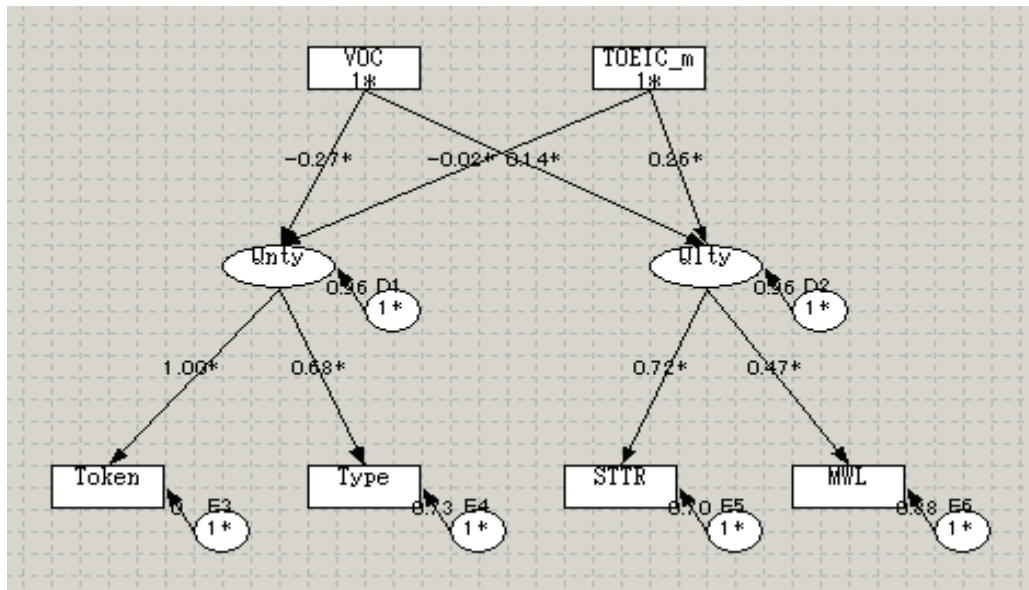 VOC
1*
TOEIC_m
1*
-0.27*
-0.02*
0.14*
0.26*
Qnty
0.96 D1
1*
Qlty
0.96 D2
1*
1.00*
0.68*
0.72*
0.47*
Token
0 E3
1*
Type
0.73 E4
1*
STTR
0.70 E5
1*
MWL
0.88 E6
1*